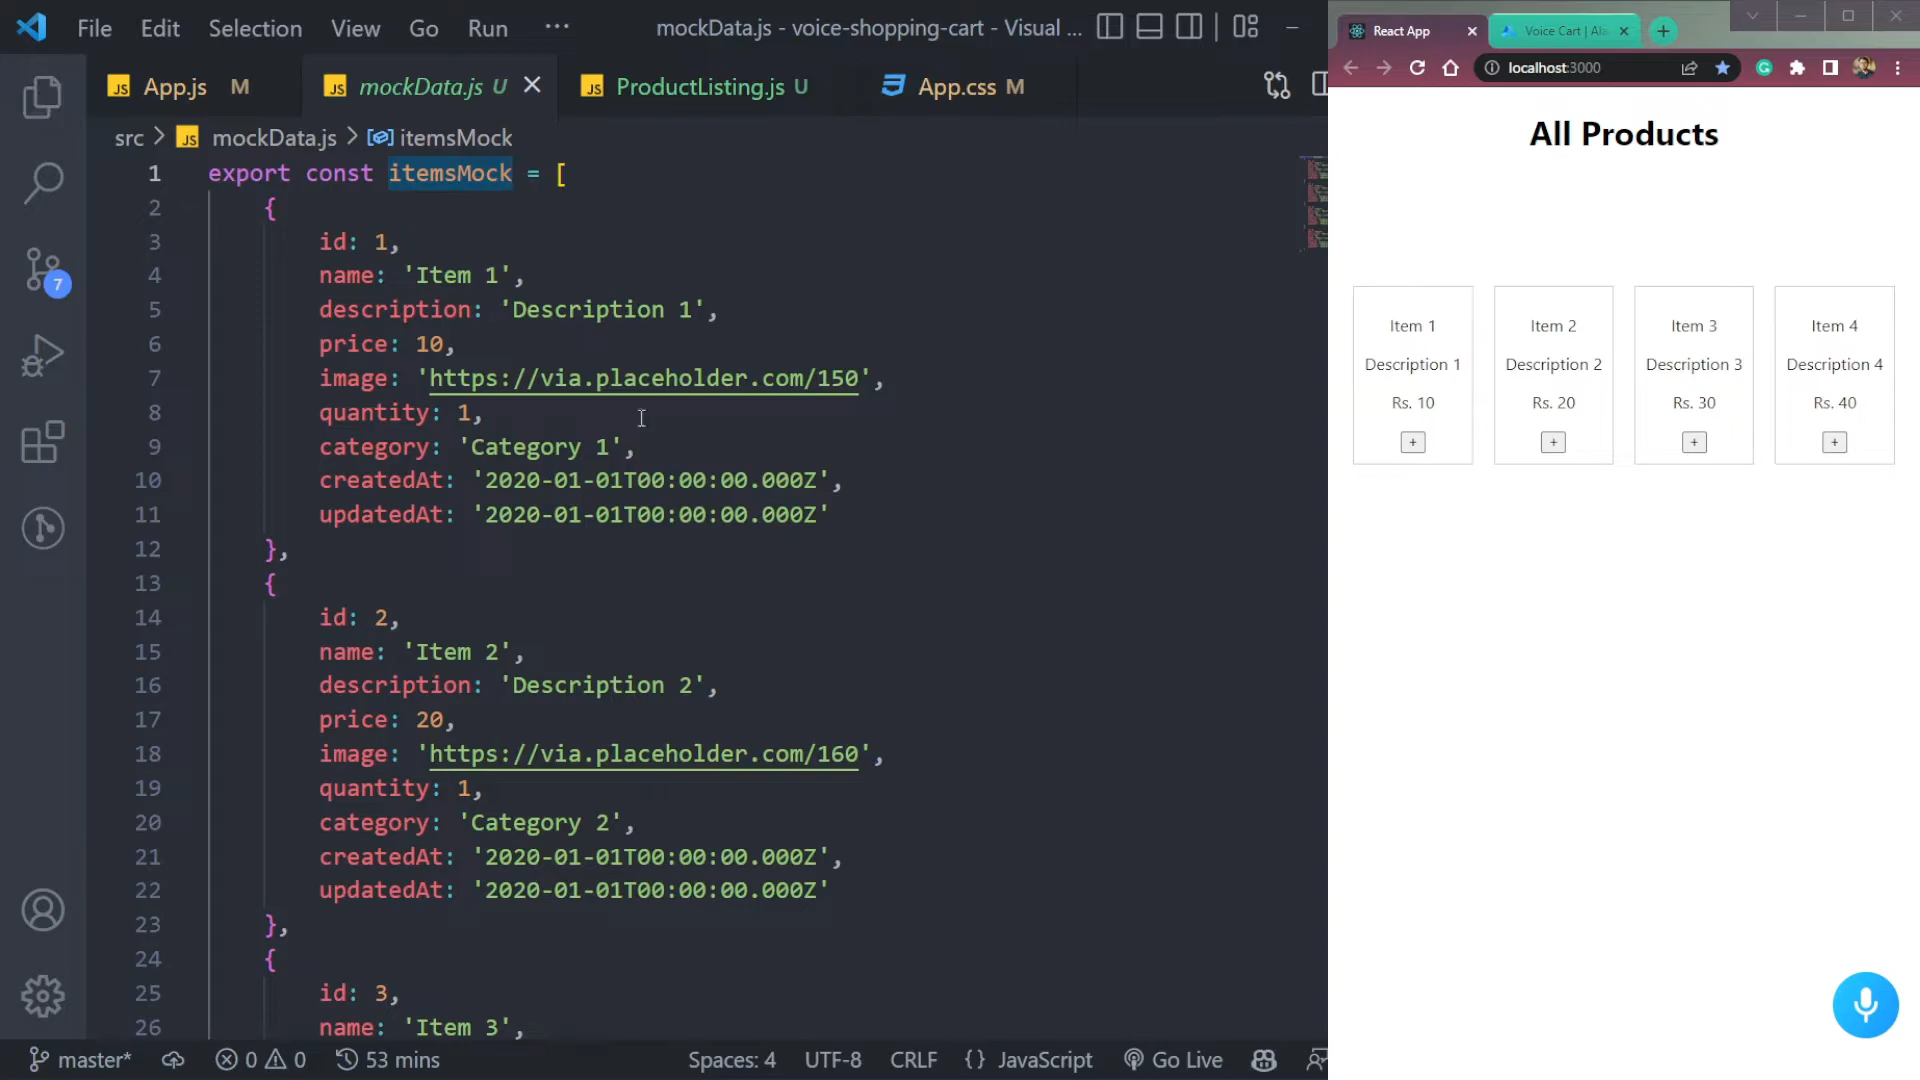 File Edit Selection View Go Run ··· mockData.js - voice-shopping-cart - Visual ...
App.js M mockData.js U ProductListing.js U App.css M
src > mockData.js > itemsMock
1 export const itemsMock = [
2 {
3 id: 1,
4 name: 'Item 1',
5 description: 'Description 1',
6 price: 10,
7 image: 'https://via.placeholder.com/150',
8 quantity: 1,
9 category: 'Category 1',
10 createdAt: '2020-01-01T00:00:00.000Z',
11 updatedAt: '2020-01-01T00:00:00.000Z'
12 },
13 {
14 id: 2,
15 name: 'Item 2',
16 description: 'Description 2',
17 price: 20,
18 image: 'https://via.placeholder.com/160',
19 quantity: 1,
20 category: 'Category 2',
21 createdAt: '2020-01-01T00:00:00.000Z',
22 updatedAt: '2020-01-01T00:00:00.000Z'
23 },
24 {
25 id: 3,
26 name: 'Item 3',
7
master* 0 0 53 mins Spaces: 4 UTF-8 CRLF {} JavaScript Go Live
React App Voice Cart | Ala
localhost:3000
All Products
Item 1 Item 2 Item 3 Item 4
Description 1 Description 2 Description 3 Description 4
Rs. 10 Rs. 20 Rs. 30 Rs. 40
+ + + +